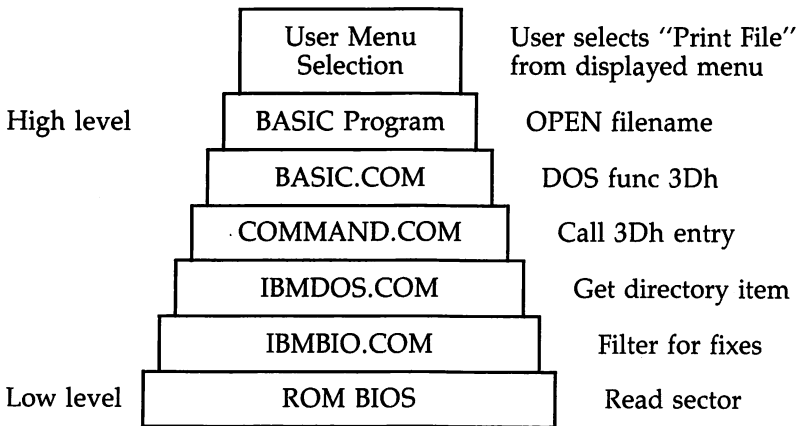 User Menu
Selection
User selects "Print File"
from displayed menu
High level
BASIC Program
OPEN filename
BASIC.COM
DOS func 3Dh
COMMAND.COM
Call 3Dh entry
IBMDOS.COM
Get directory item
IBMBIO.COM
Filter for fixes
Low level
ROM BIOS
Read sector